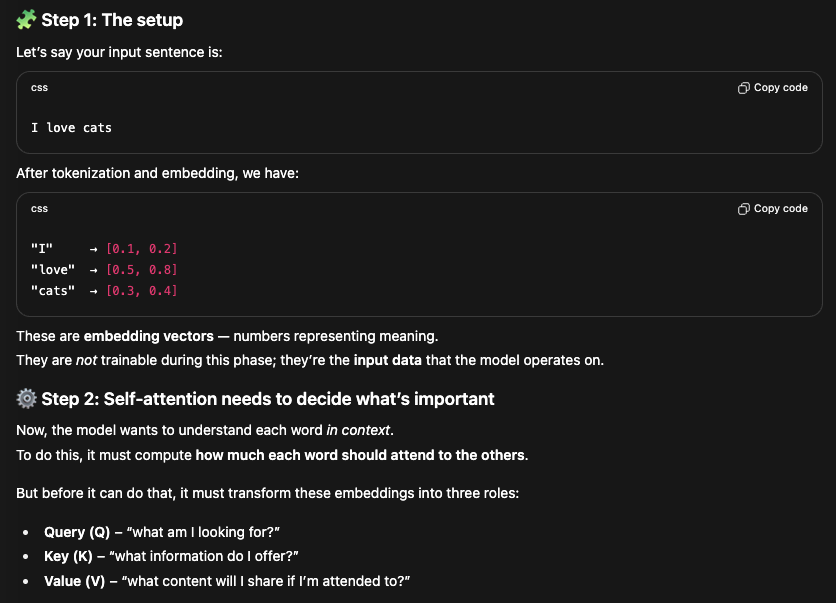 🧩 Step 1: The setup
Let’s say your input sentence is:
css
Copy code
I love cats
After tokenization and embedding, we have:
css
Copy code
"I" → [0.1, 0.2]
"love" → [0.5, 0.8]
"cats" → [0.3, 0.4]
These are embedding vectors — numbers representing meaning.
They are not trainable during this phase; they’re the input data that the model operates on.
⚙️ Step 2: Self-attention needs to decide what’s important
Now, the model wants to understand each word in context.
To do this, it must compute how much each word should attend to the others.
But before it can do that, it must transform these embeddings into three roles:
• Query (Q) – “what am I looking for?”
• Key (K) – “what information do I offer?”
• Value (V) – “what content will I share if I’m attended to?”